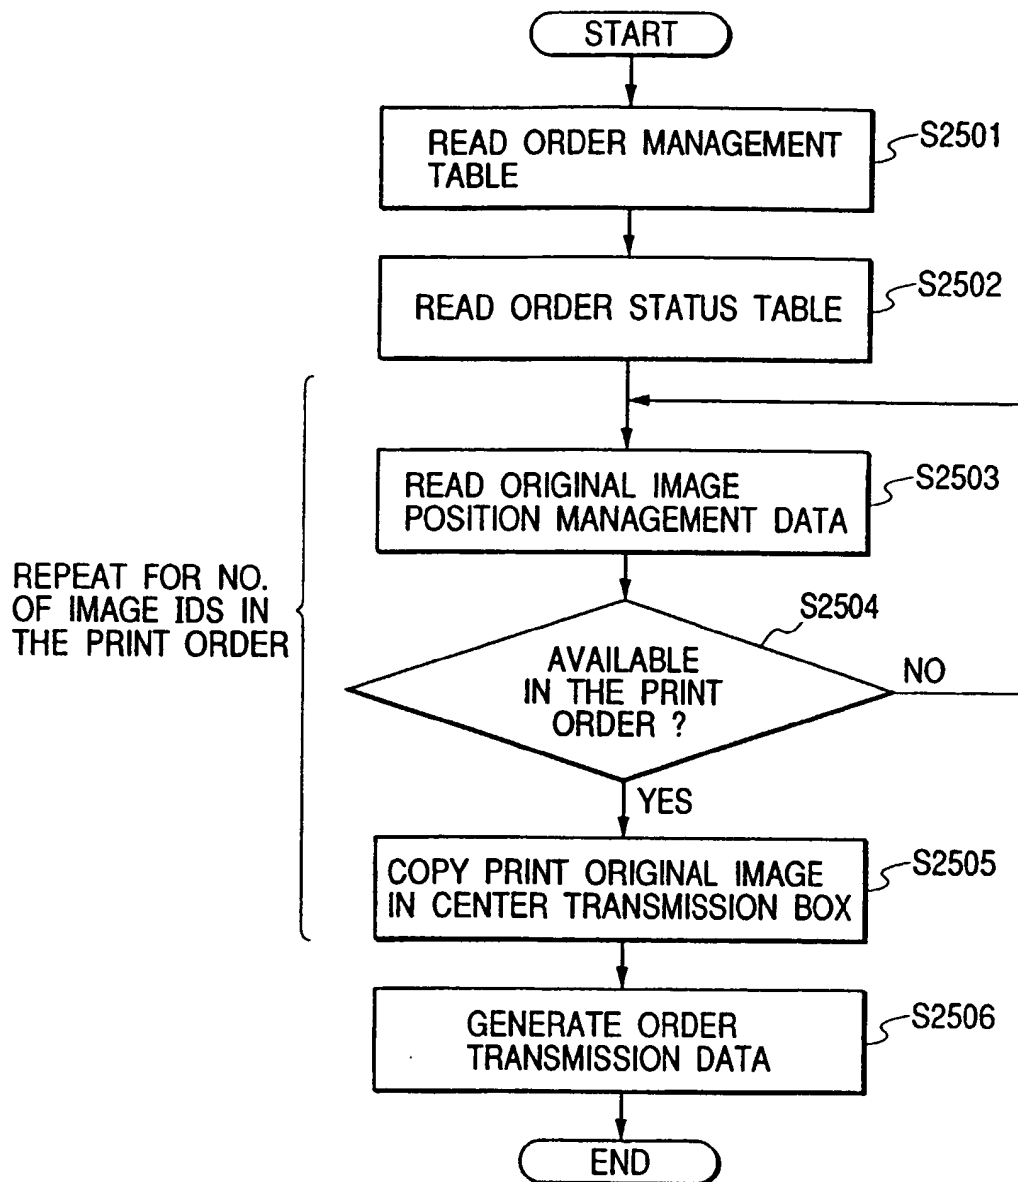 START
READ ORDER MANAGEMENT
TABLE
S2501
READ ORDER STATUS TABLE
S2502
READ ORIGINAL IMAGE
POSITION MANAGEMENT DATA
S2503
REPEAT FOR NO.
OF IMAGE IDS IN
THE PRINT ORDER
AVAILABLE
IN THE PRINT
ORDER ?
S2504
NO
YES
COPY PRINT ORIGINAL IMAGE
IN CENTER TRANSMISSION BOX
S2505
GENERATE ORDER
TRANSMISSION DATA
S2506
END